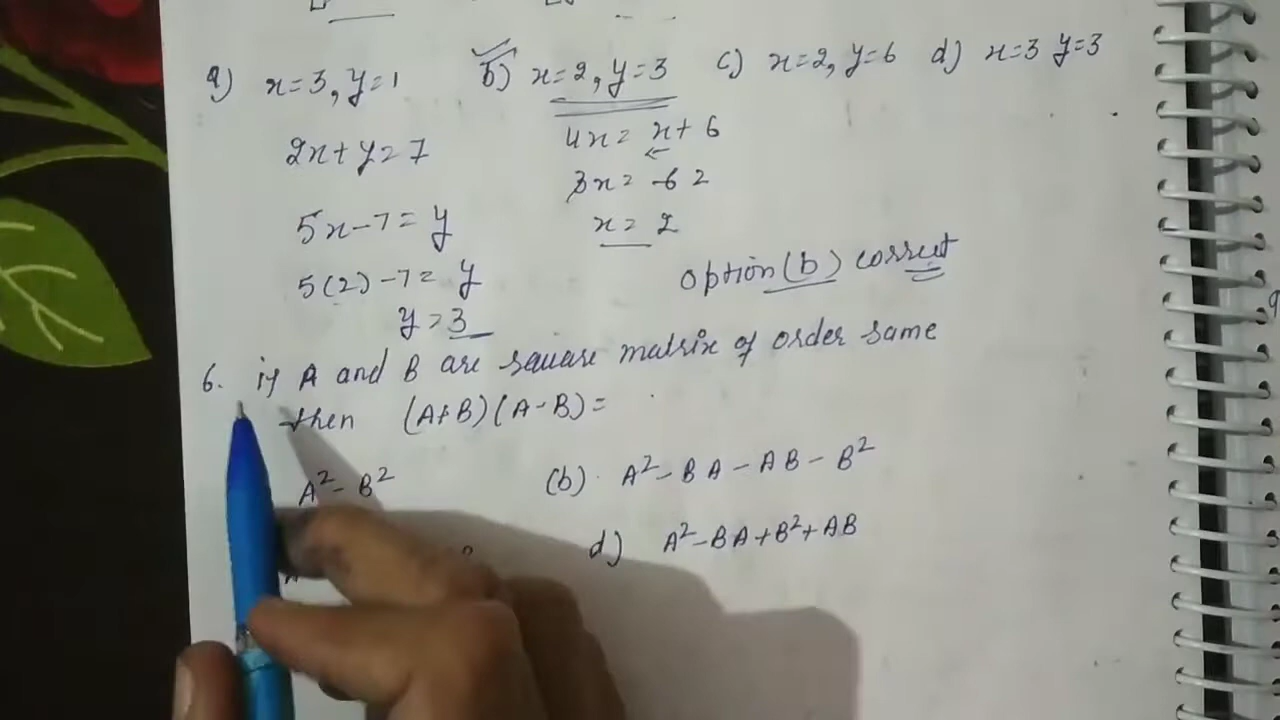 a) x=3, y=1 b) x=2, y=3 c) x=2, y=6 d) x=3 y=3
2x+y=7
4x = x+6
3x = 6 2
x = 2
5x-7 = y
5(2)-7 = y
y = 3
option (b) correct
6. if A and B are square matrix of order same
then (A+B)(A-B)=
A²-B² (b). A²-BA-AB-B²
d) A²-BA+B²+AB